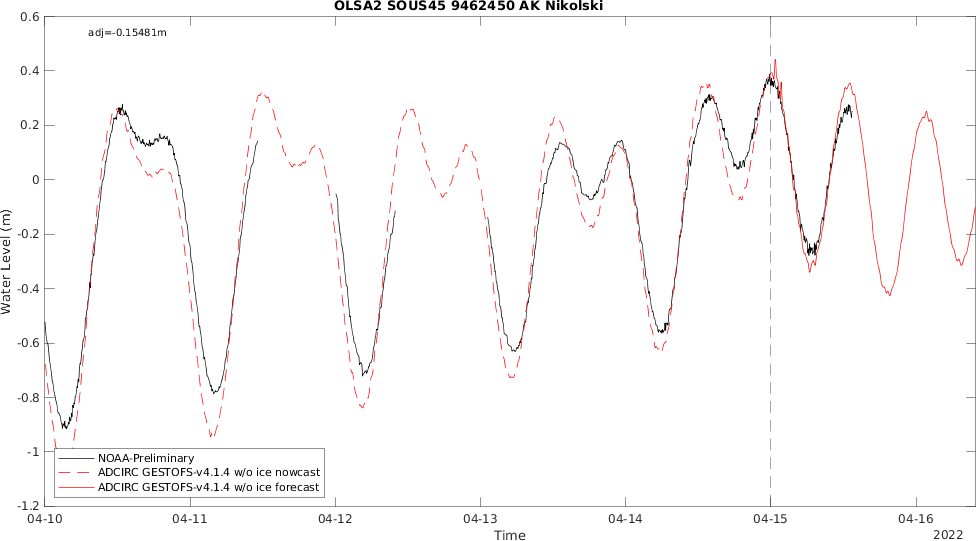 OLSA2 SOUS45 9462450 AK Nikolski
adj=-0.15481m
0.6
0.4
0.2
0
-0.2
-0.4
-0.6
-0.8
-1
-1.2
Water Level (m)
NOAA-Preliminary
ADCIRC GESTOFS-v4.1.4 w/o ice nowcast
ADCIRC GESTOFS-v4.1.4 w/o ice forecast
04-10 04-11 04-12 04-13 04-14 04-15 04-16
Time
2022